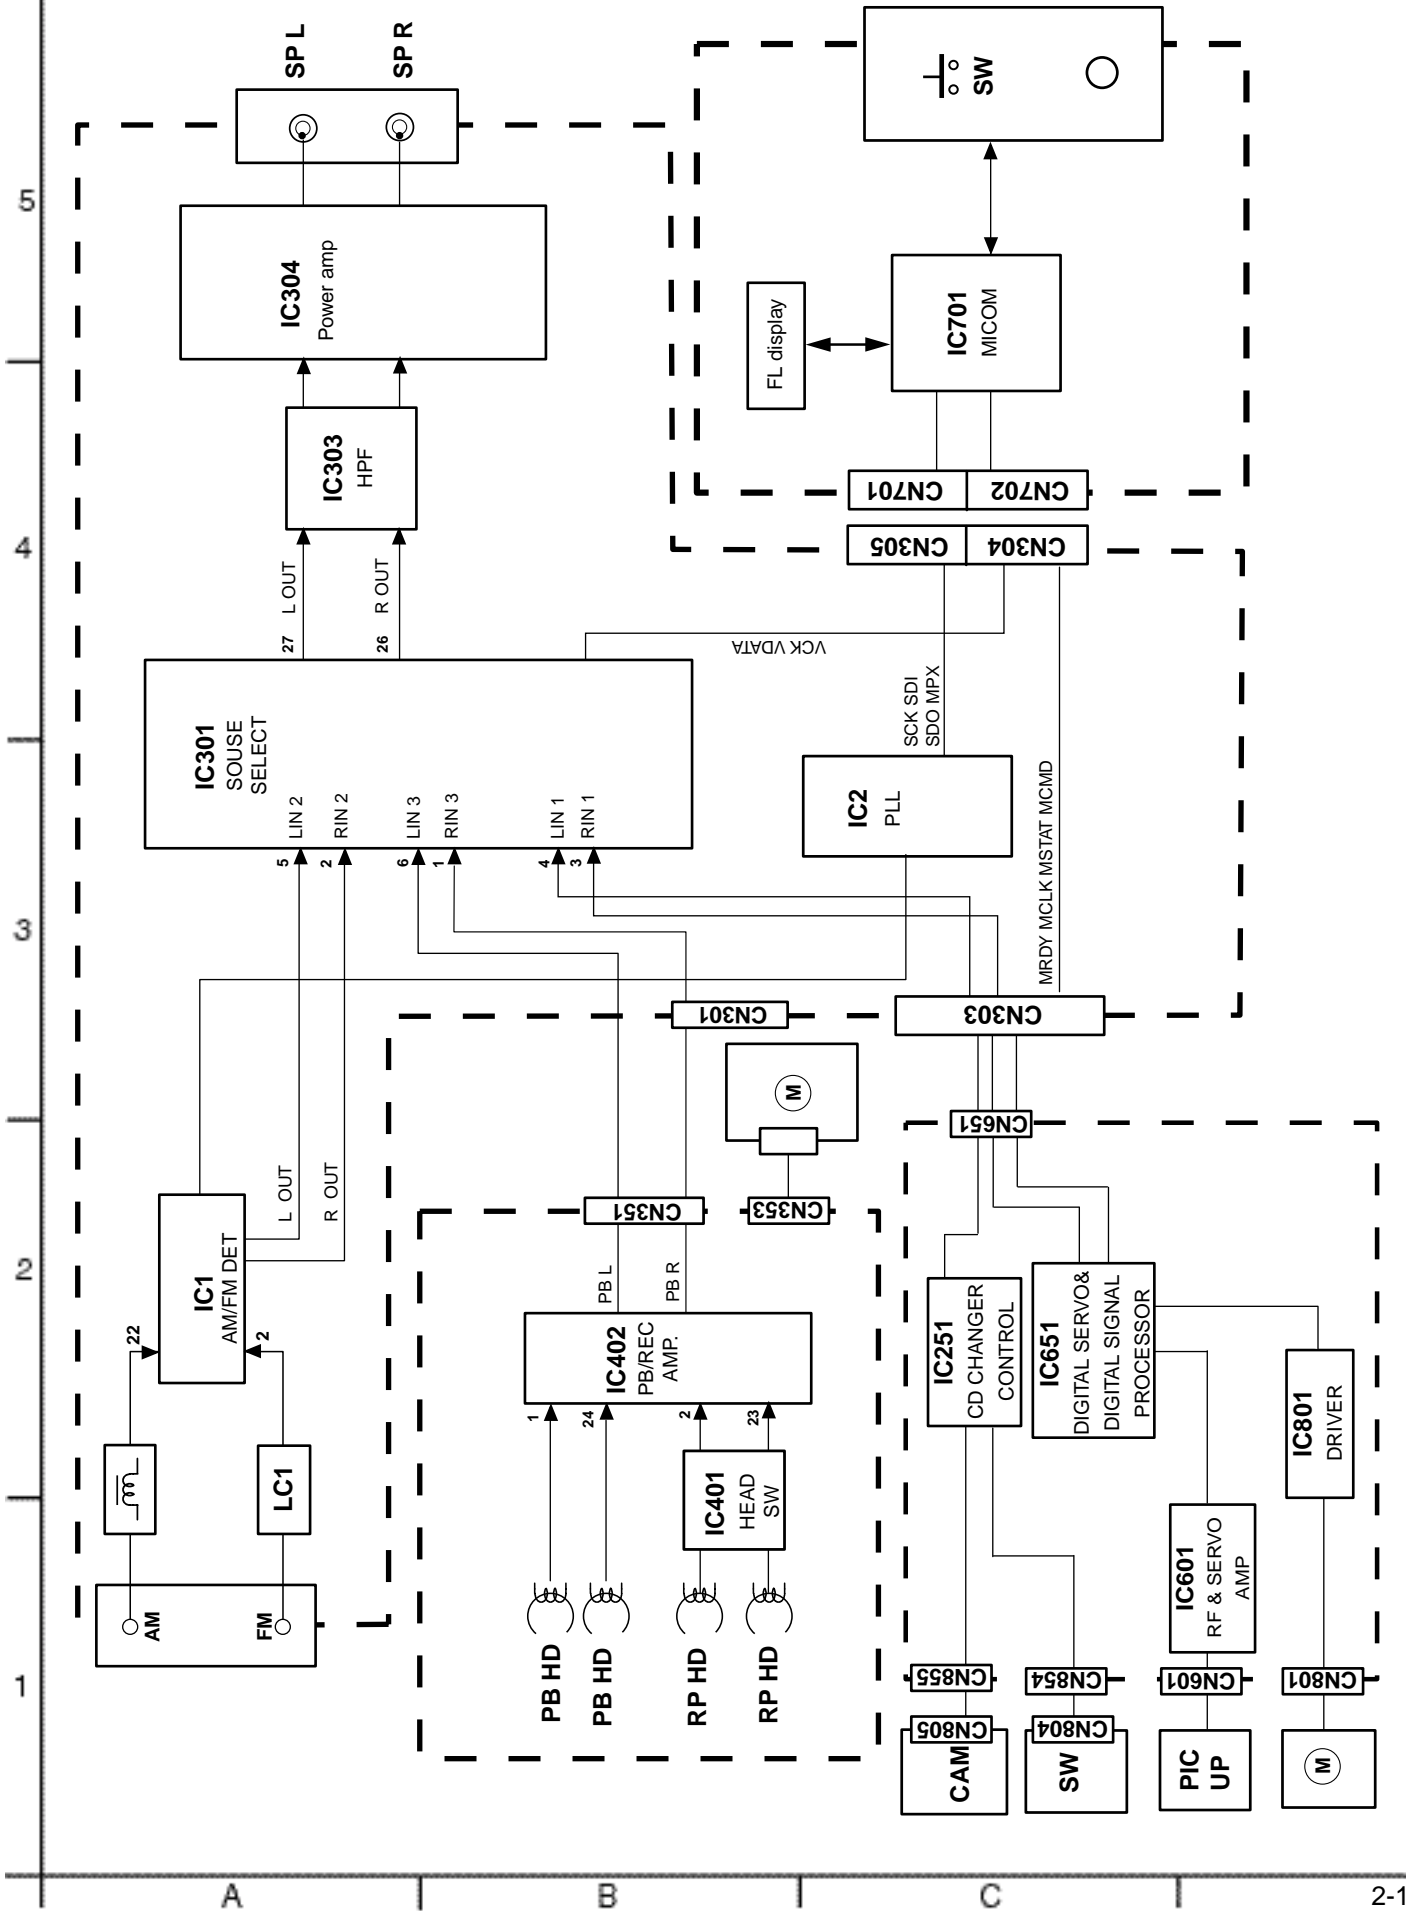 5
4
3
2
1
A
B
C
2-1
SP L
SP R
IC304
Power amp
IC303
HPF
27
L OUT
26
R OUT
IC301
SOUSE
SELECT
LIN 2
RIN 2
LIN 3
RIN 3
LIN 1
RIN 1
5
2
6
1
4
3
VCK VDATA
SW
FL display
IC701
MICOM
CN701
CN702
CN305
CN304
SCK SDI
SDO MPX
IC2
PLL
MRDY MCLK MSTAT MCMD
CN301
CN303
M
CN353
CN351
CN651
L OUT
R OUT
IC1
AM/FM DET
22
2
LC1
AM
FM
PB L
PB R
IC402
PB/REC
AMP.
1
24
2
23
IC401
HEAD
SW
PB HD
PB HD
RP HD
RP HD
IC251
CD CHANGER
CONTROL
IC651
DIGITAL SERVO&
DIGITAL SIGNAL
PROCESSOR
IC801
DRIVER
IC601
RF & SERVO
AMP
CN855
CN854
CN601
CN801
CN805
CN804
CAM
SW
PIC
UP
M